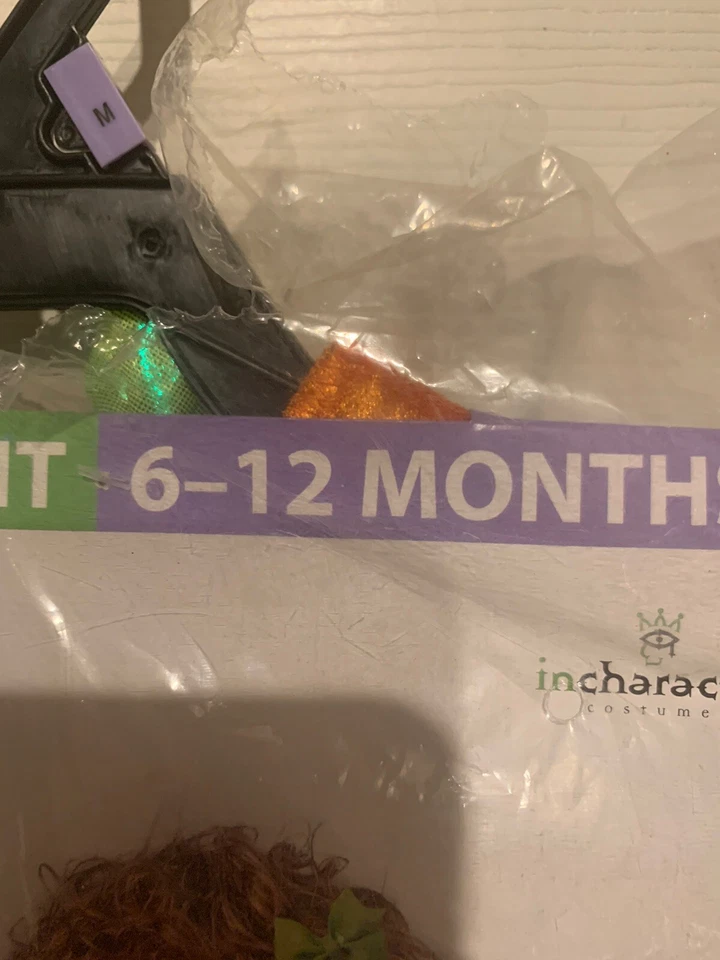 M
IT 6–12 MONTHS
incharac
costume